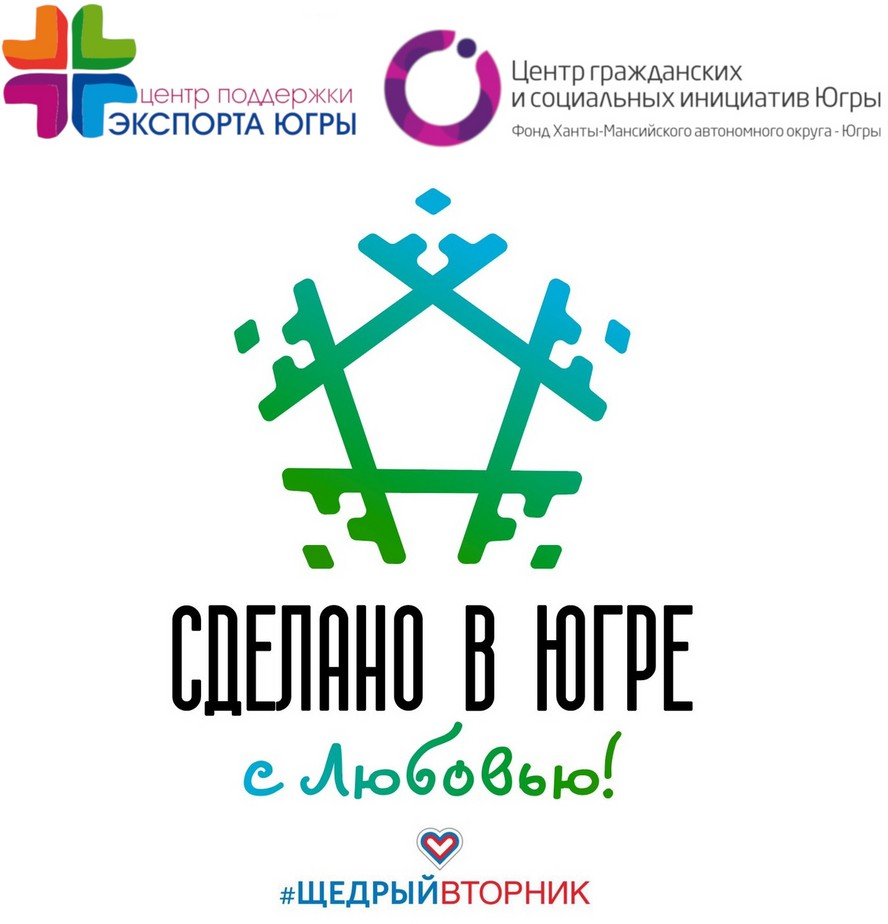 центр поддержки
ЭКСПОРТА ЮГРЫ
Центр гражданских
и социальных инициатив Югры
Фонд Ханты-Мансийского автономного округа - Югры
СДЕЛАНО В ЮГРЕ
с Любовью!
#ЩЕДРЫЙВТОРНИК